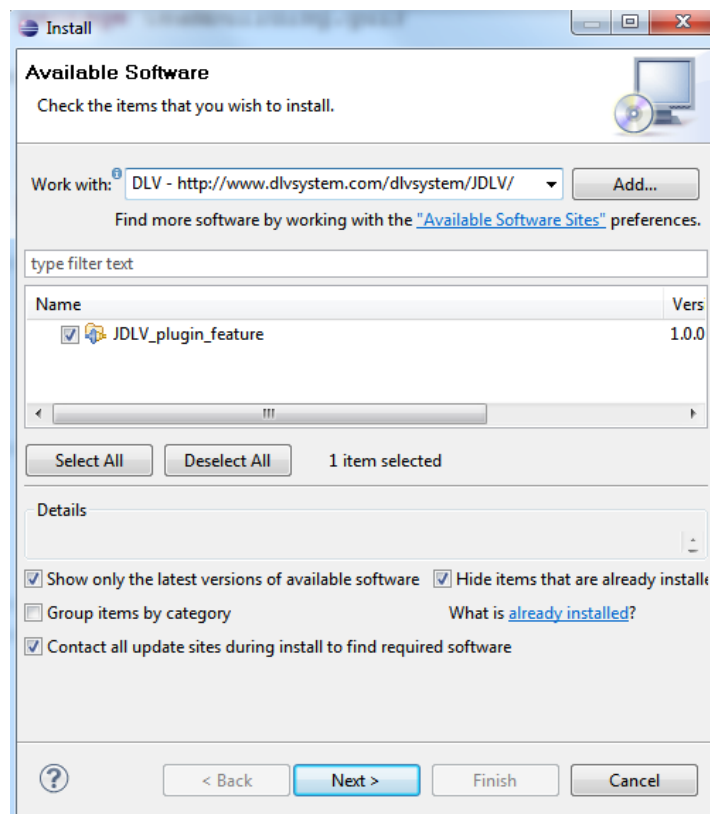 Install
Available Software
Check the items that you wish to install.
Work with: DLV - http://www.dlvsystem.com/dlvsystem/JDLV/ Add...
Find more software by working with the "Available Software Sites" preferences.
type filter text
Name Vers
JDLV_plugin_feature 1.0.0
Select All Deselect All 1 item selected
Details
Show only the latest versions of available software Hide items that are already installe
Group items by category What is already installed?
Contact all update sites during install to find required software
? < Back Next > Finish Cancel